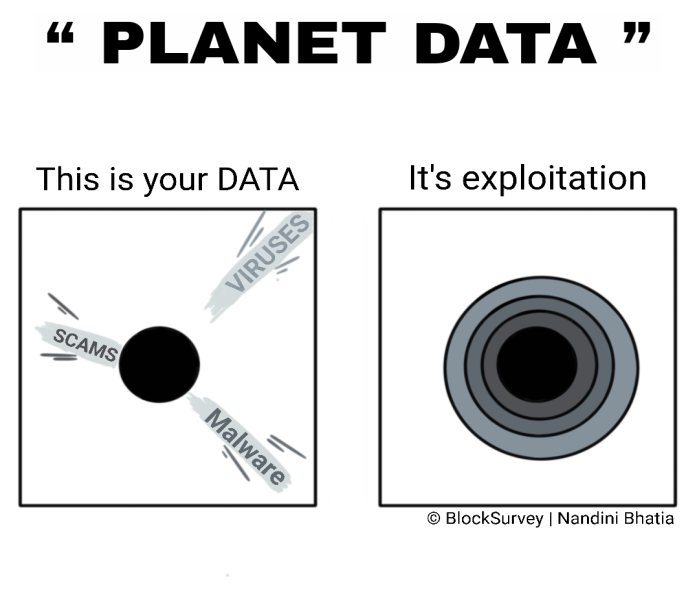 “ PLANET DATA ”
This is your DATA
It's exploitation
VIRUSES
SCAMS
Malware
© BlockSurvey | Nandini Bhatia